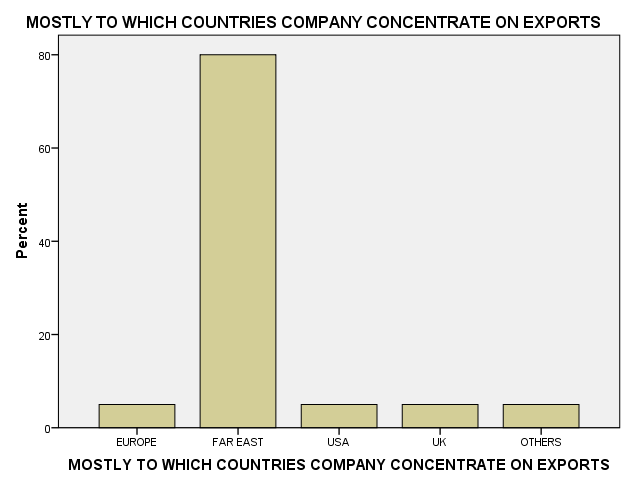 MOSTLY TO WHICH COUNTRIES COMPANY CONCENTRATE ON EXPORTS
80
60
40
20
0
Percent
EUROPE
FAR EAST
USA
UK
OTHERS
MOSTLY TO WHICH COUNTRIES COMPANY CONCENTRATE ON EXPORTS